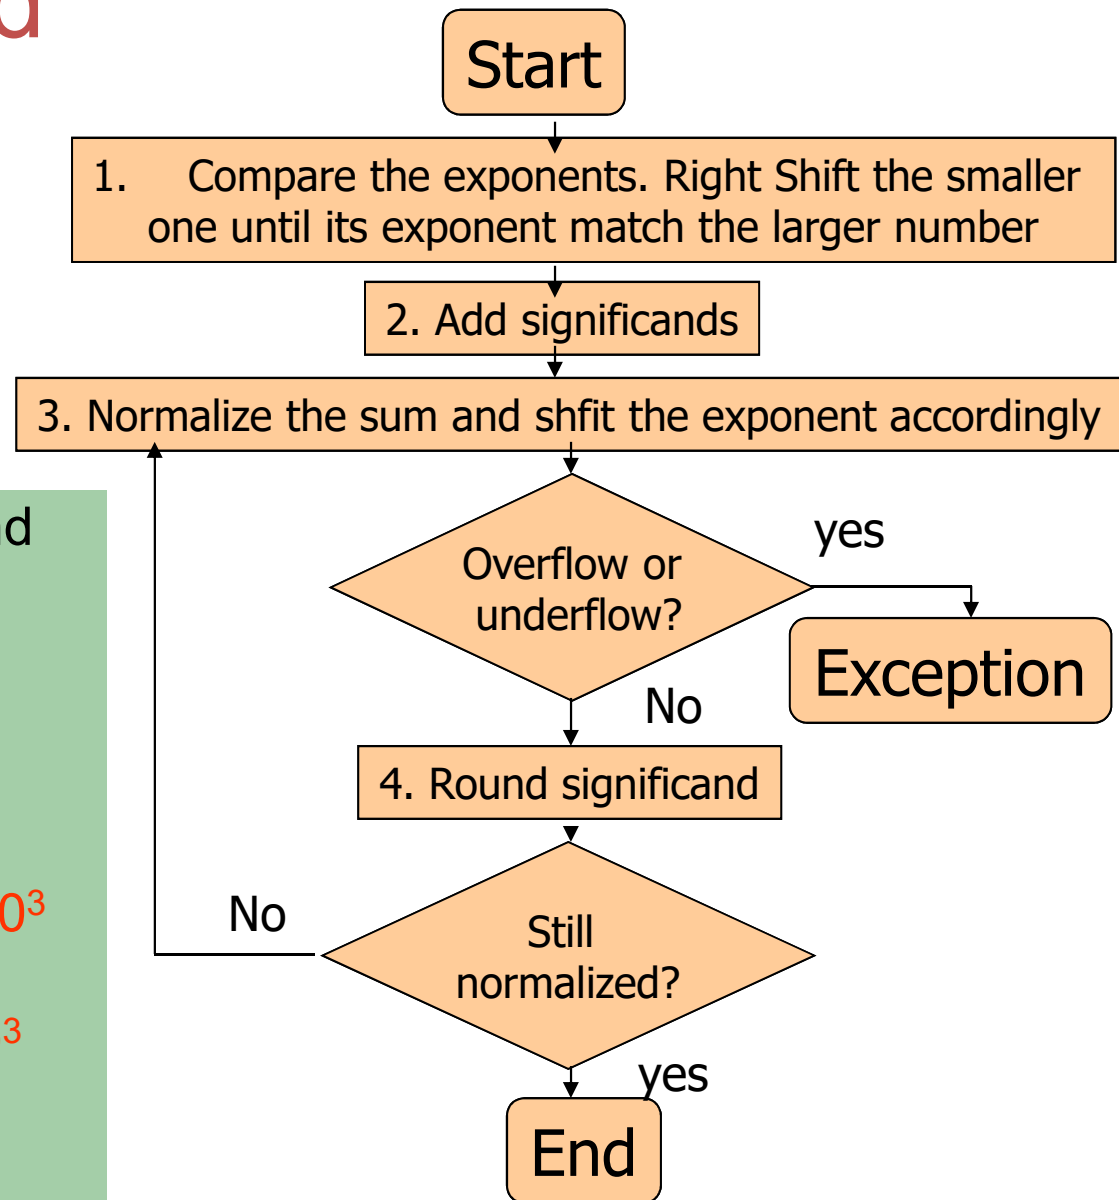 d
Start
1. Compare the exponents. Right Shift the smaller
one until its exponent match the larger number
2. Add significands
3. Normalize the sum and shfit the exponent accordingly
d
Overflow or
underflow?
yes
Exception
No
4. Round significand
0³
No
Still
normalized?
3
yes
End